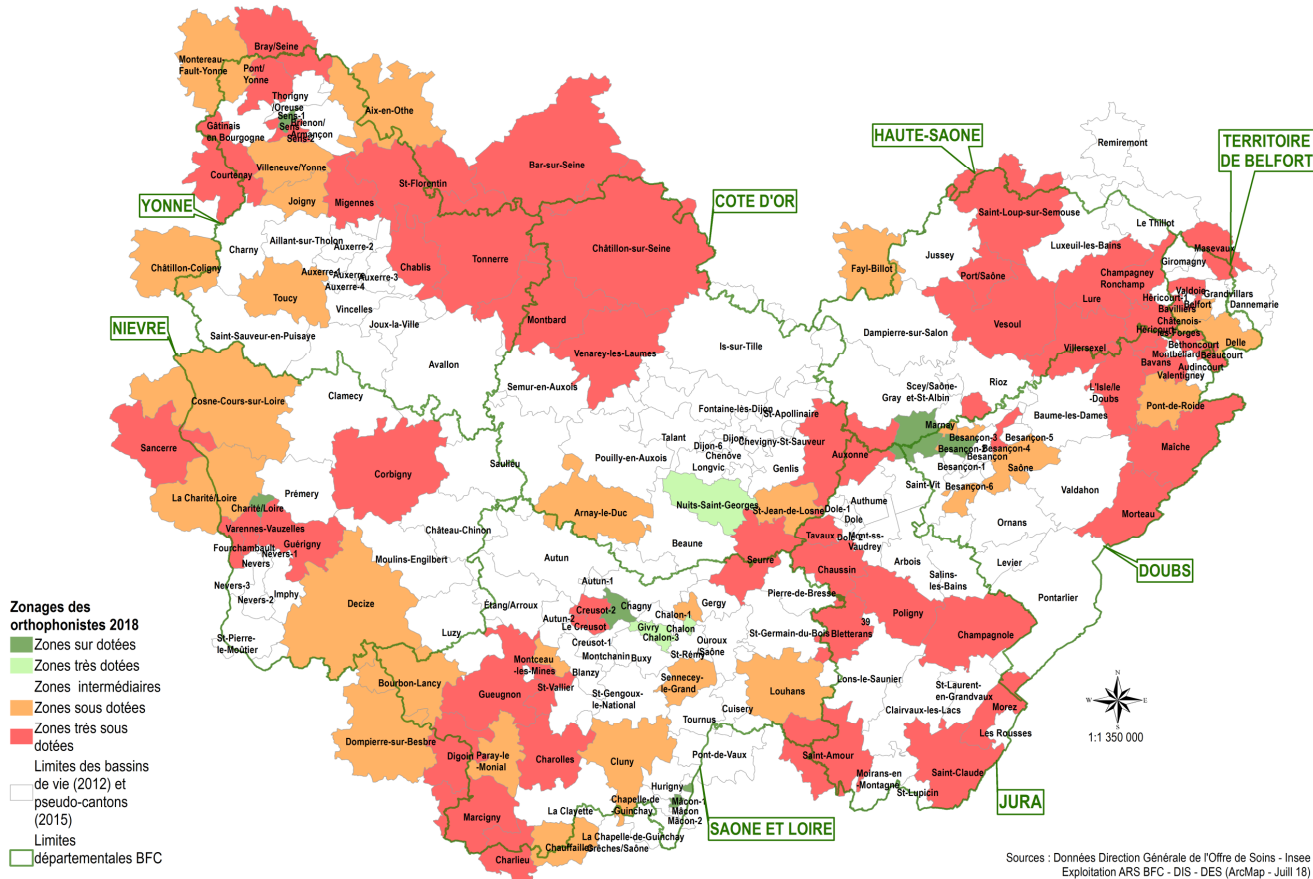 Bray/Seine
Montereau-
Fault-Yonne
Pont/
Yonne
Thorigny
/Oreuse
Sens-1
Sens
Brienon/
Armançon
Sens-2
Aix-en-Othe
Gâtinais
en Bourgogne
Villeneuve/Yonne
Courtenay
St-Florentin
Bar-sur-Seine
Joigny
Migennes
YONNE
COTE D'OR
HAUTE-SAONE
TERRITOIRE
DE BELFORT
Remiremont
Saint-Loup-sur-Semouse
Le Thillot
Luxeuil-les-Bains
Masevaux
Giromagny
Jussey
Fayl-Billot
Port/Saône
Champagney
Ronchamp
Lure
Valdoie
Héricourt-1
Belfort
Grandvillars
Dannemarie
Bavilliers
Châtenois-
les-Forges
Héricourt
Delle
Bethoncourt
Montbéliard
Beaucourt
Bavans
Audincourt
Valentigney
Vesoul
Villersexel
L'Isle/le
-Doubs
Pont-de-Roide
Charny
Aillant-sur-Tholon
Auxerre-2
Auxerre-1
Auxerre
Auxerre-3
Auxerre-4
Chablis
Tonnerre
Châtillon-sur-Seine
Châtillon-Coligny
Toucy
Vincelles
Joux-la-Ville
Montbard
Saint-Sauveur-en-Puisaye
Avallon
Venarey-les-Laumes
Is-sur-Tille
Dampierre-sur-Salon
NIEVRE
Cosne-Cours-sur-Loire
Clamecy
Semur-en-Auxois
Scey/Saône-
et-St-Albin
Gray
Rioz
Fontaine-lès-Dijon
St-Apollinaire
Baume-les-Dames
Maîche
Marnay
Besançon-3
Besançon-5
Besançon-2
Besançon-4
Besançon
Saône
Besançon-1
Besançon-6
Saint-Vit
Valdahon
Sancerre
Corbigny
Saulieu
Pouilly-en-Auxois
Talant
Dijon
Dijon-6
Chevigny-St-Sauveur
Chenôve
Longvic
Genlis
Auxonne
La Charité/Loire
Charité/Loire
Prémery
Varennes-Vauzelles
Guérigny
Fourchambault
Nevers-1
Nevers
Nevers-3
Nevers-2
Imphy
Château-Chinon
Moulins-Engilbert
Arnay-le-Duc
Nuits-Saint-Georges
St-Jean-de-Losne
Authume
Dole-1
Dole
Tavaux
Dole-2
Mont-ss-
Vaudrey
Ornans
Morteau
Levier
DOUBS
Pontarlier
Autun
Beaune
Seurre
Chaussin
Arbois
Salins-
les-Bains
Decize
Luzy
Étang/Arroux
Autun-1
Autun-2
Creusot-2
Le Creusot
Creusot-1
Chagny
Givry
Chalon-1
Chalon
Chalon-3
Gergy
Pierre-de-Bresse
St-Germain-du-Bois
39
Bletterans
Poligny
Champagnole
St-Pierre-
le-Moûtier
Montchanin
Buxy
St-Rémy
Ouroux
/Saône
Montceau
-les-Mines
Blanzy
St-Vallier
Sennecey-
le-Grand
Louhans
Lons-le-Saunier
St-Laurent-
en-Grandvaux
Clairvaux-les-Lacs
Morez
Les Rousses
Bourbon-Lancy
Gueugnon
St-Gengoux
-le-National
Cuisery
Tournus
Dompierre-sur-Besbre
Digoin
Paray-le
-Monial
Charolles
Cluny
Pont-de-Vaux
Saint-Amour
Moirans-en
-Montagne
St-Lupicin
Saint-Claude
JURA
Marcigny
La Clayette
Chapelle-de
-Guinchay
Hurigny
Mâcon-1
Mâcon
Mâcon-2
SAONE ET LOIRE
La Chapelle-de-Guinchay
Crêches/Saône
Chauffailles
Charlieu
Zonages des
orthophonistes 2018
Zones sur dotées
Zones très dotées
Zones intermédiaires
Zones sous dotées
Zones très sous
dotées
Limites des bassins
de vie (2012) et
pseudo-cantons
(2015)
Limites
départementales BFC
N
W
E
S
1:1 350 000
Sources : Données Direction Générale de l'Offre de Soins - Insee
Exploitation ARS BFC - DIS - DES (ArcMap - Juill 18)